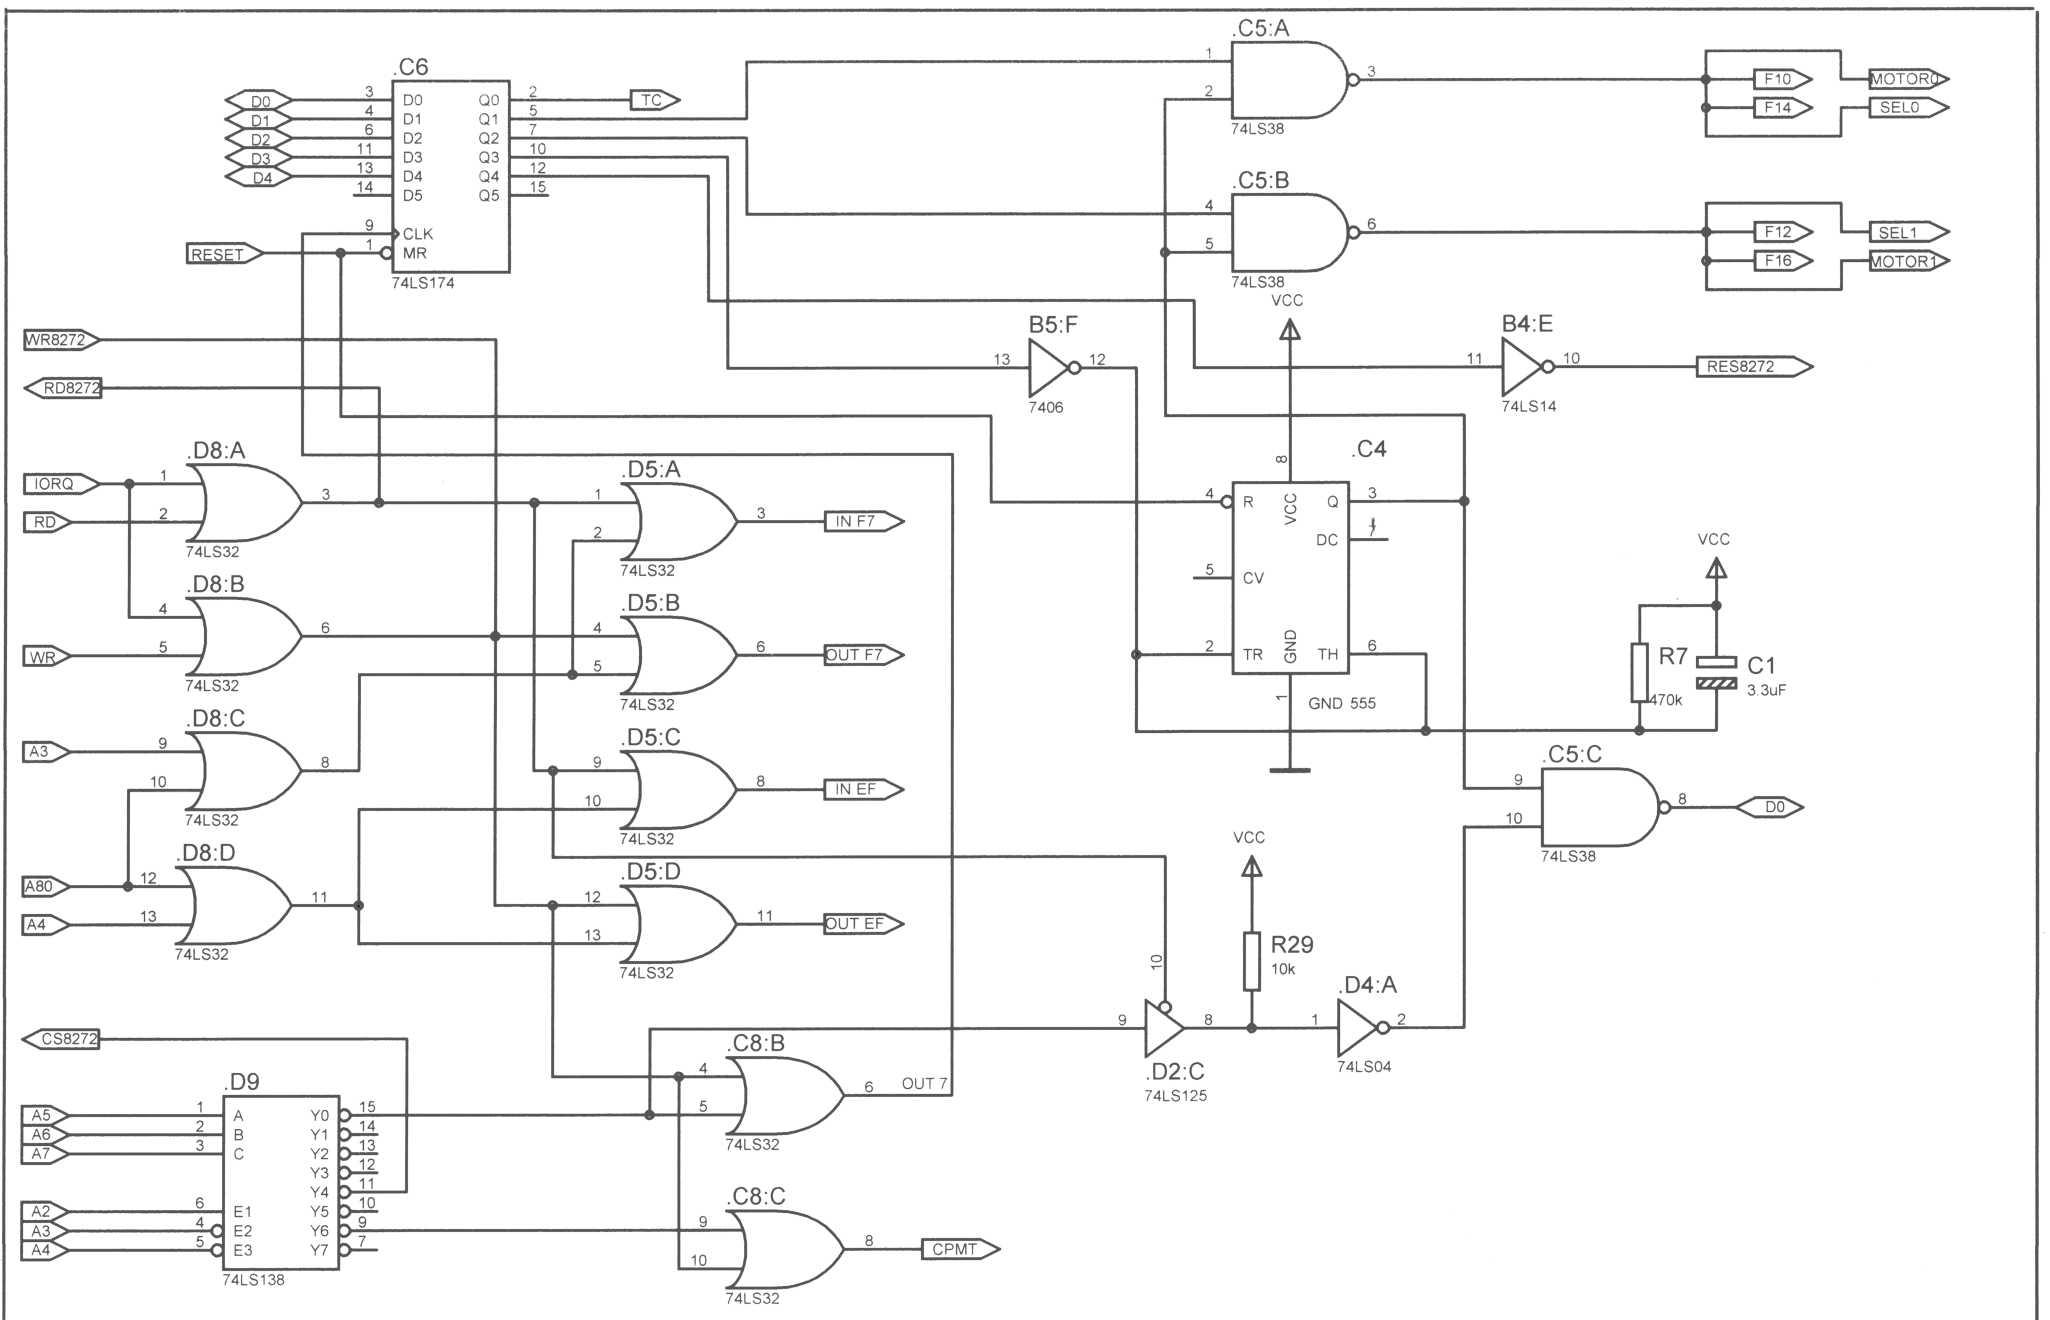 .C6
D0 3 D0 Q0 2 TC
D1 4 D1 Q1 5
D2 6 D2 Q2 7
D3 11 D3 Q3 10
D4 13 D4 Q4 12
14 D5 Q5 15
9 CLK
RESET 1 MR
74LS174
.C5:A
1
2
3
74LS38
F10 MOTOR0
F14 SEL0
.C5:B
4
5
6
74LS38
F12 SEL1
F16 MOTOR1
WR8272
RD8272
B5:F
13 12
7406
VCC
B4:E
11 10
74LS14
RES8272
.D8:A
IORQ 1
RD 2
3
74LS32
.D8:B
4
WR 5
6
74LS32
.D8:C
A3 9
10
8
74LS32
.D8:D
A80 12
A4 13
11
74LS32
.D5:A
1
2
3 IN F7
74LS32
.D5:B
4
5
6 OUT F7
74LS32
.D5:C
9
10
8 IN EF
74LS32
.D5:D
12
13
11 OUT EF
74LS32
.C4
8
4 R VCC Q 3
DC
5 CV
2 TR GND TH 6
1
GND 555
VCC
R7
470k
C1
3.3uF
.C5:C
9
10
8 D0
74LS38
VCC
R29
10k
10
9 8
.D2:C
74LS125
.D4:A
1 2
74LS04
CS8272
.D9
A5 1 A Y0 15
A6 2 B Y1 14
A7 3 C Y2 13
Y3 12
Y4 11
A2 6 E1 Y5 10
A3 4 E2 Y6 9
A4 5 E3 Y7 7
74LS138
.C8:B
4
5
6 OUT 7
74LS32
.C8:C
9
10
8 CPMT
74LS32